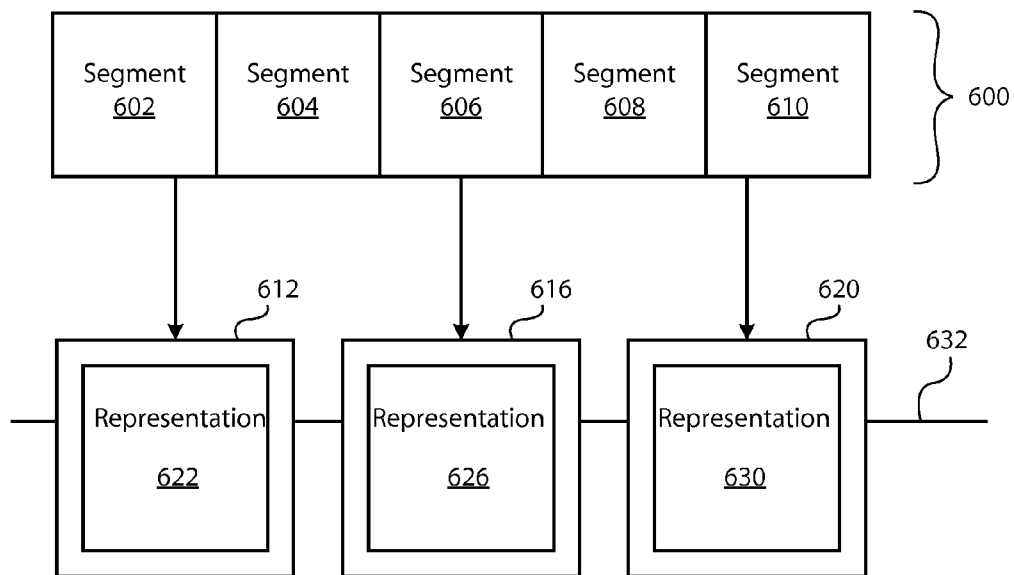 Segment Segment Segment Segment Segment
602 604 606 608 610
600
612 616 620
632
Representation Representation Representation
622 626 630